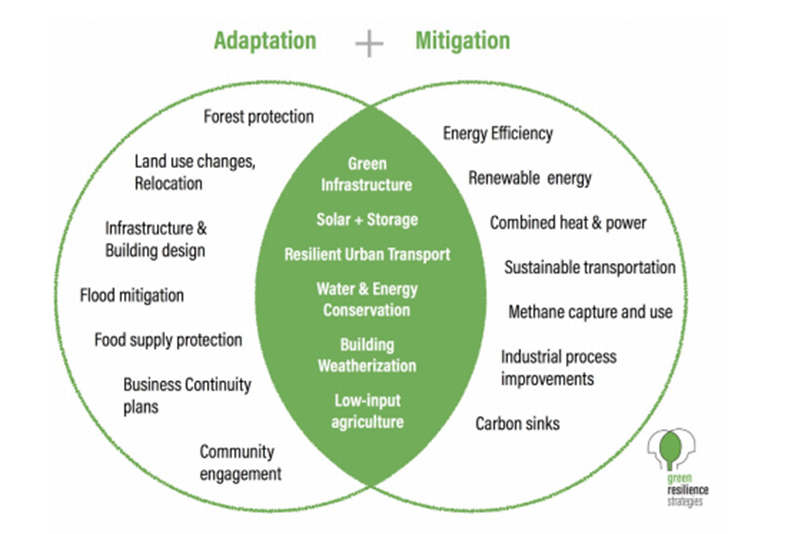 Adaptation + Mitigation
Forest protection
Land use changes,
Relocation
Infrastructure &
Building design
Flood mitigation
Food supply protection
Business Continuity
plans
Community
engagement
Green
Infrastructure
Solar + Storage
Resilient Urban Transport
Water & Energy
Conservation
Building
Weatherization
Low-input
agriculture
Energy Efficiency
Renewable energy
Combined heat & power
Sustainable transportation
Methane capture and use
Industrial process
improvements
Carbon sinks
green
resilience
strategies